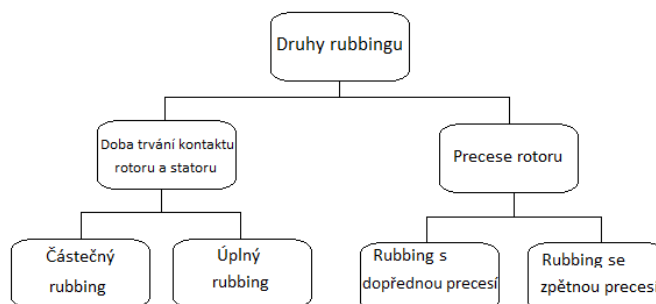 Druhy rubbingu
Doba trvání kontaktu
rotoru a statoru
Precese rotoru
Částečný
rubbing
Úplný
rubbing
Rubbing s
dopřednou precesí
Rubbing se
zpětnou precesí